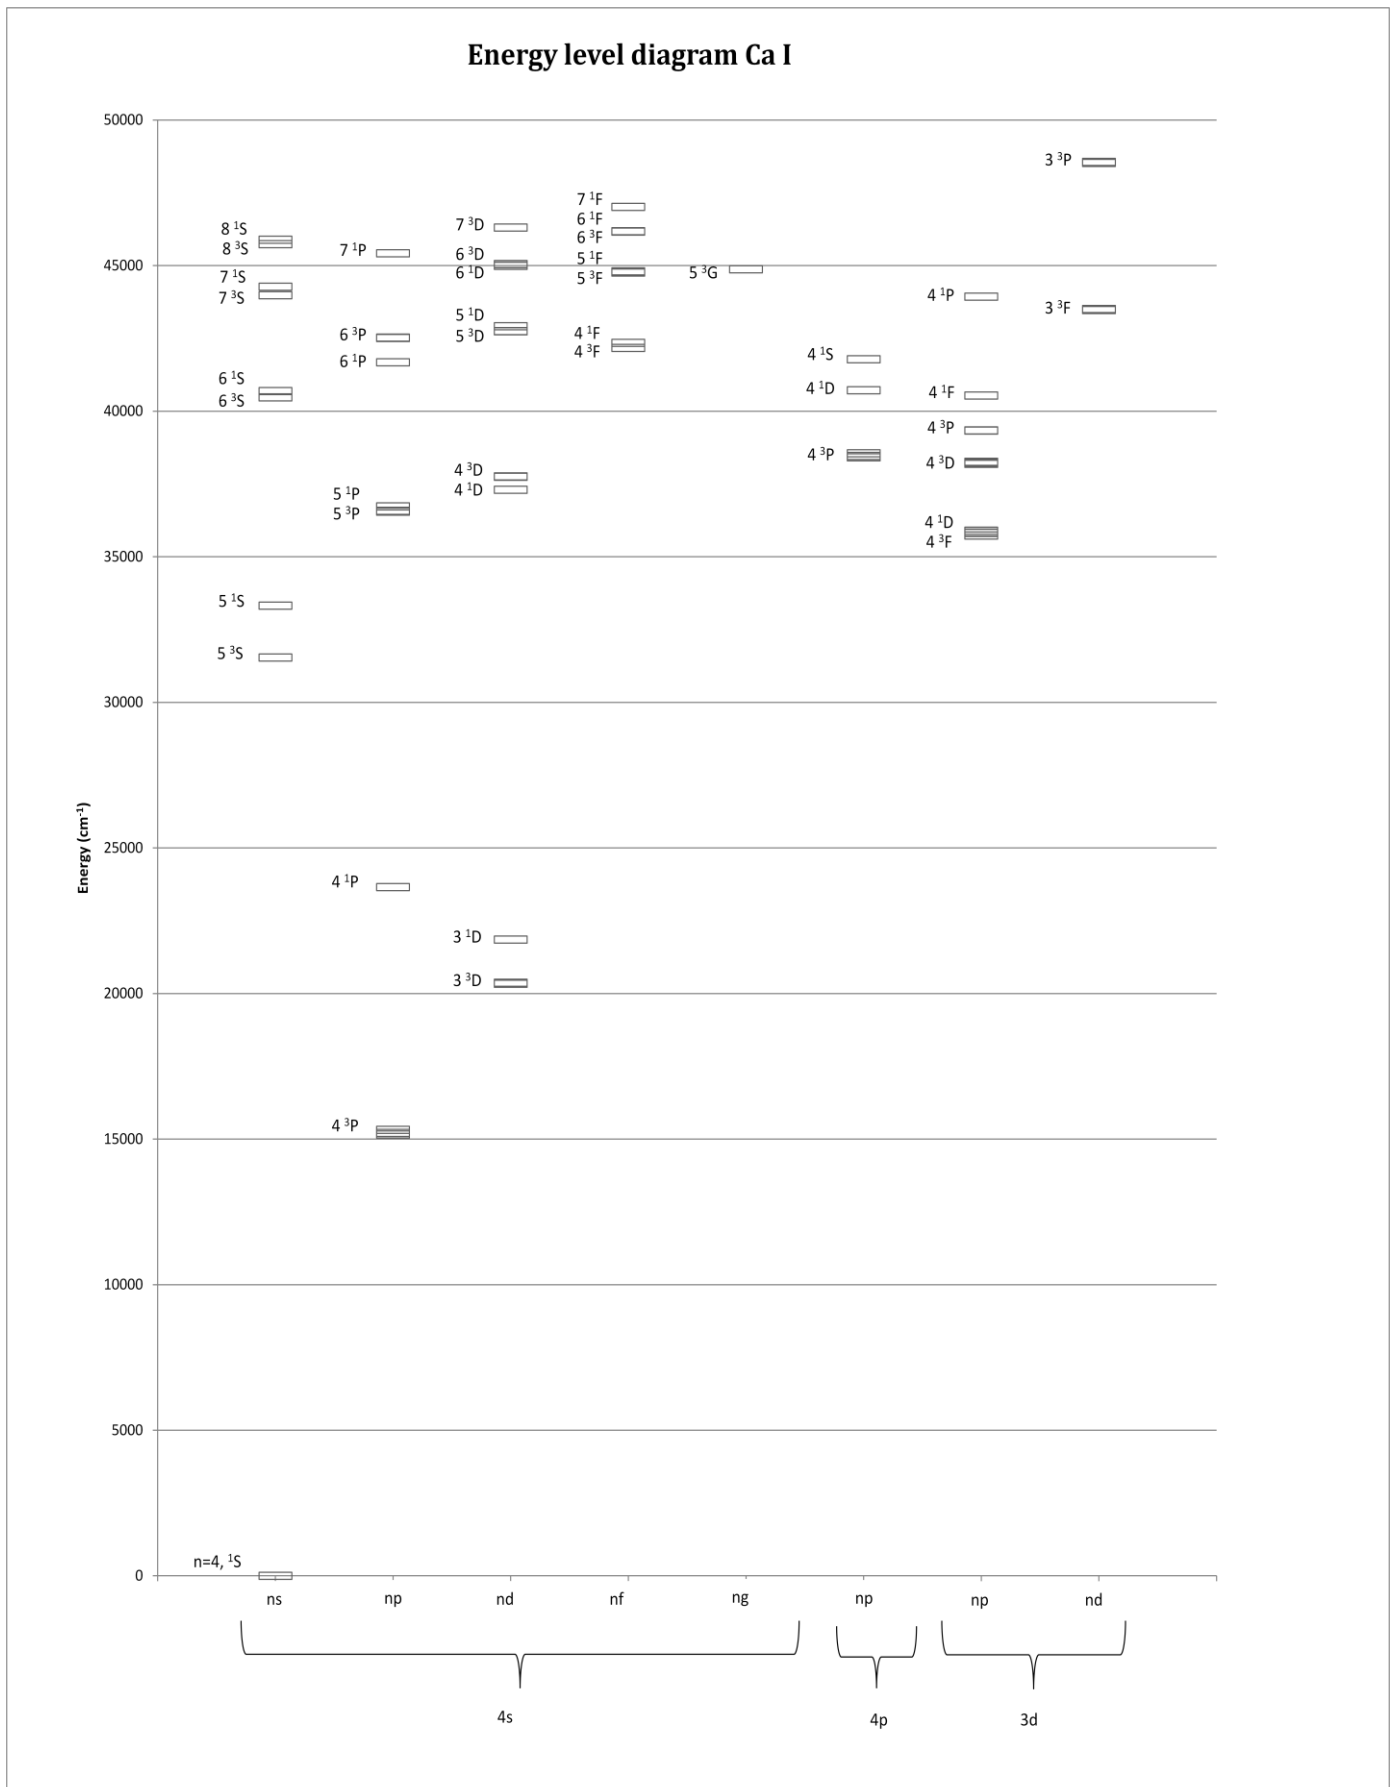 Energy level diagram Ca I
50000
45000
40000
35000
30000
25000
20000
15000
10000
5000
0
Energy (cm⁻¹)
8 ¹S
8 ³S
7 ¹S
7 ³S
6 ¹S
6 ³S
5 ¹S
5 ³S
n=4, ¹S
7 ¹P
6 ³P
6 ¹P
5 ¹P
5 ³P
4 ¹P
4 ³P
7 ³D
6 ³D
6 ¹D
5 ¹D
5 ³D
4 ³D
4 ¹D
3 ¹D
3 ³D
7 ¹F
6 ¹F
6 ³F
5 ¹F
5 ³F
4 ¹F
4 ³F
5 ³G
4 ¹S
4 ¹D
4 ³P
4 ¹P
4 ¹F
4 ³P
4 ³D
4 ¹D
4 ³F
3 ³P
3 ³F
ns np nd nf ng np np nd
4s 4p 3d